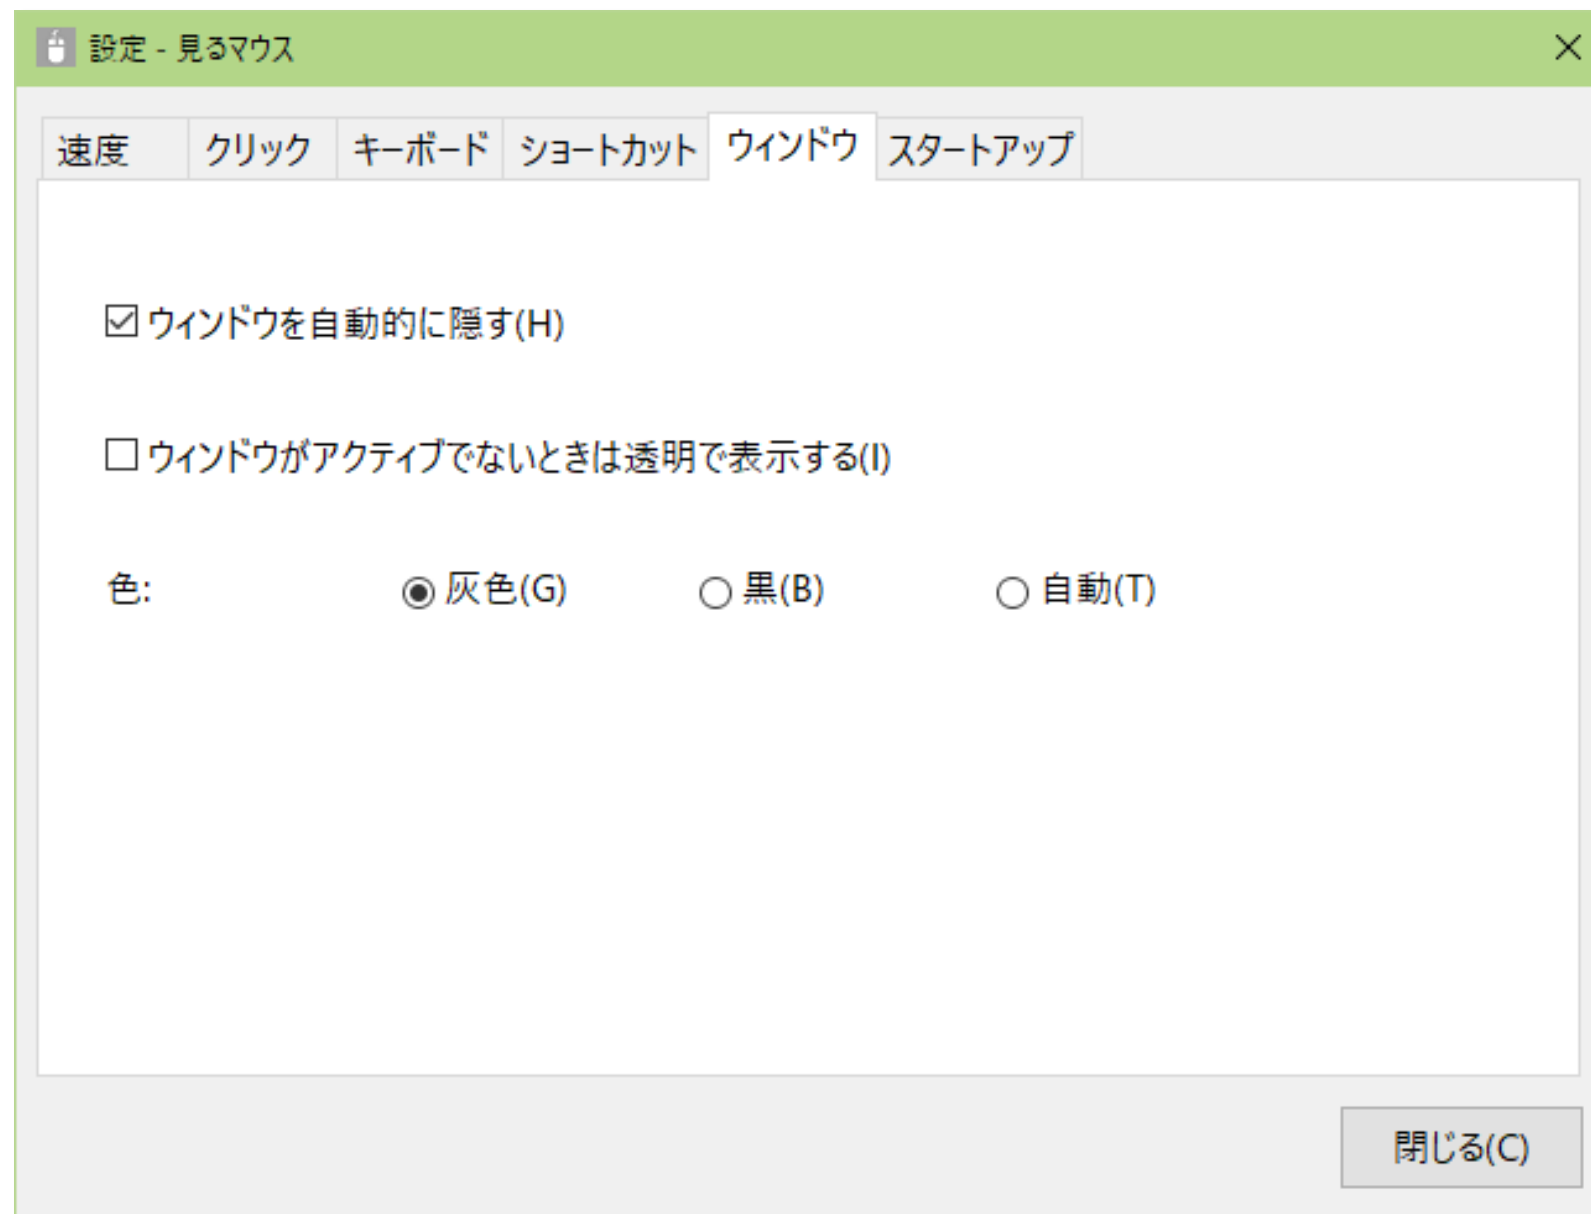 設定 - 見るマウス
速度 クリック キーボード ショートカット ウィンドウ スタートアップ
ウィンドウを自動的に隠す(H)
ウィンドウがアクティブでないときは透明で表示する(I)
色: 灰色(G) 黒(B) 自動(T)
閉じる(C)